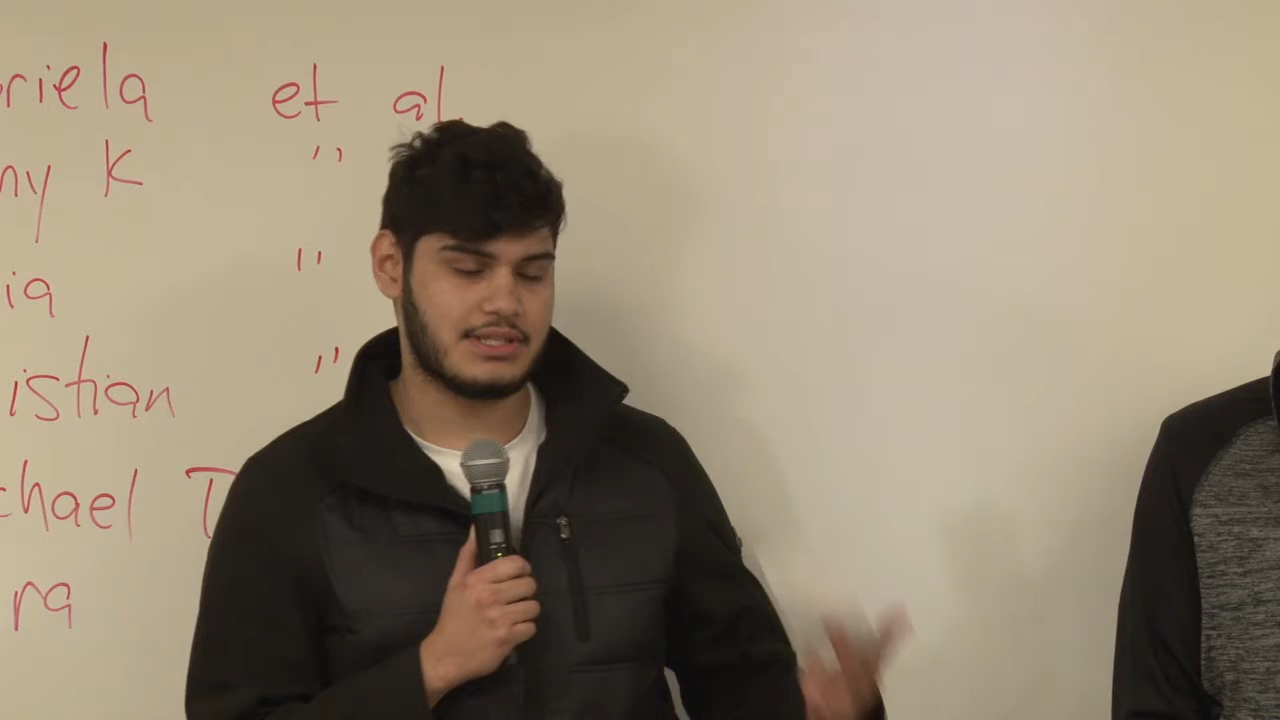 riela et al.
ny K "
ia "
istian "
chael T
ra